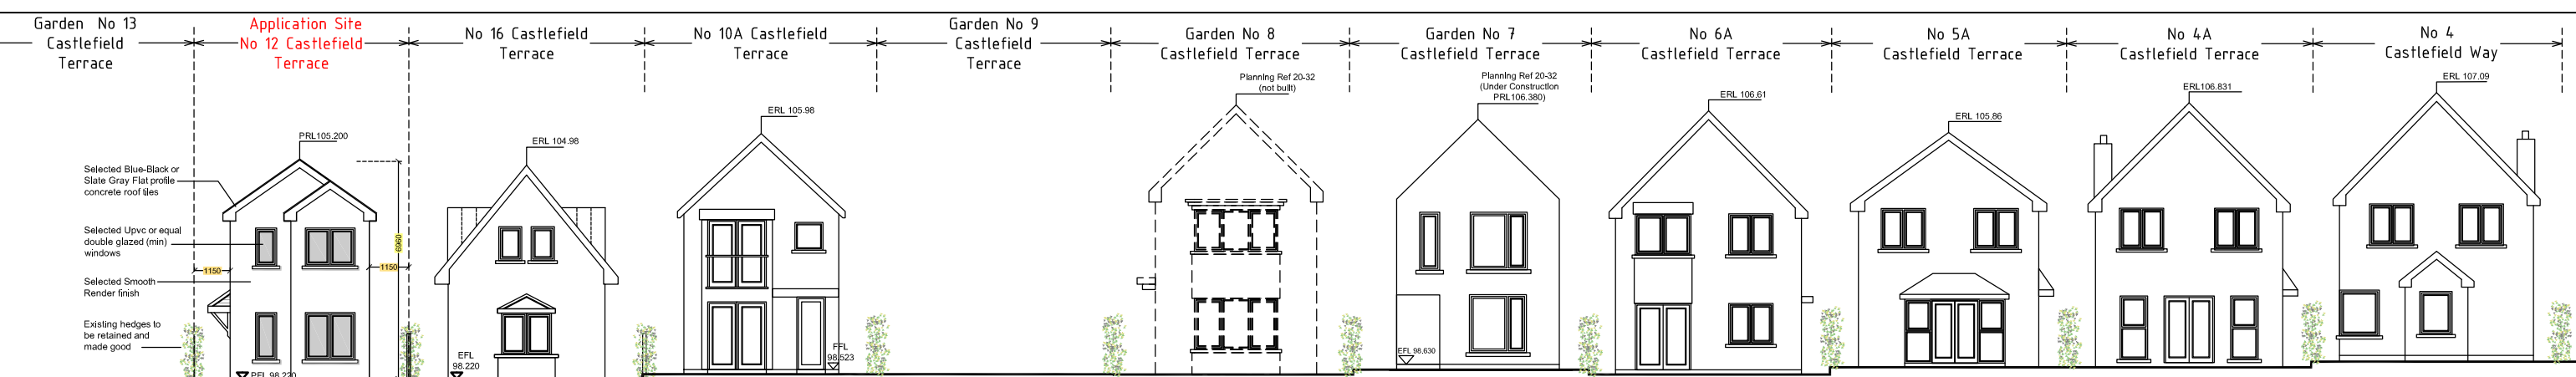 Garden No 13
Castlefield
Terrace
Application Site
No 12 Castlefield
Terrace
No 16 Castlefield
Terrace
No 10A Castlefield
Terrace
Garden No 9
Castlefield
Terrace
Garden No 8
Castlefield Terrace
Garden No 7
Castlefield Terrace
No 6A
Castlefield Terrace
No 5A
Castlefield Terrace
No 4A
Castlefield Terrace
No 4
Castlefield Way
PRL105.200
ERL 104.98
ERL 105.98
Planning Ref 20-32
(not built)
Planning Ref 20-32
(Under Construction
PRL106.380)
ERL 106.61
ERL 105.86
ERL106.831
ERL 107.09
Selected Blue-Black or
Slate Gray Flat profile
concrete roof tiles
Selected Upvc or equal
double glazed (min)
windows
Selected Smooth
Render finish
Existing hedges to
be retained and
made good
1150
1150
6960
PFL 98.220
EFL
98.220
FFL
98.523
EFL 98.630